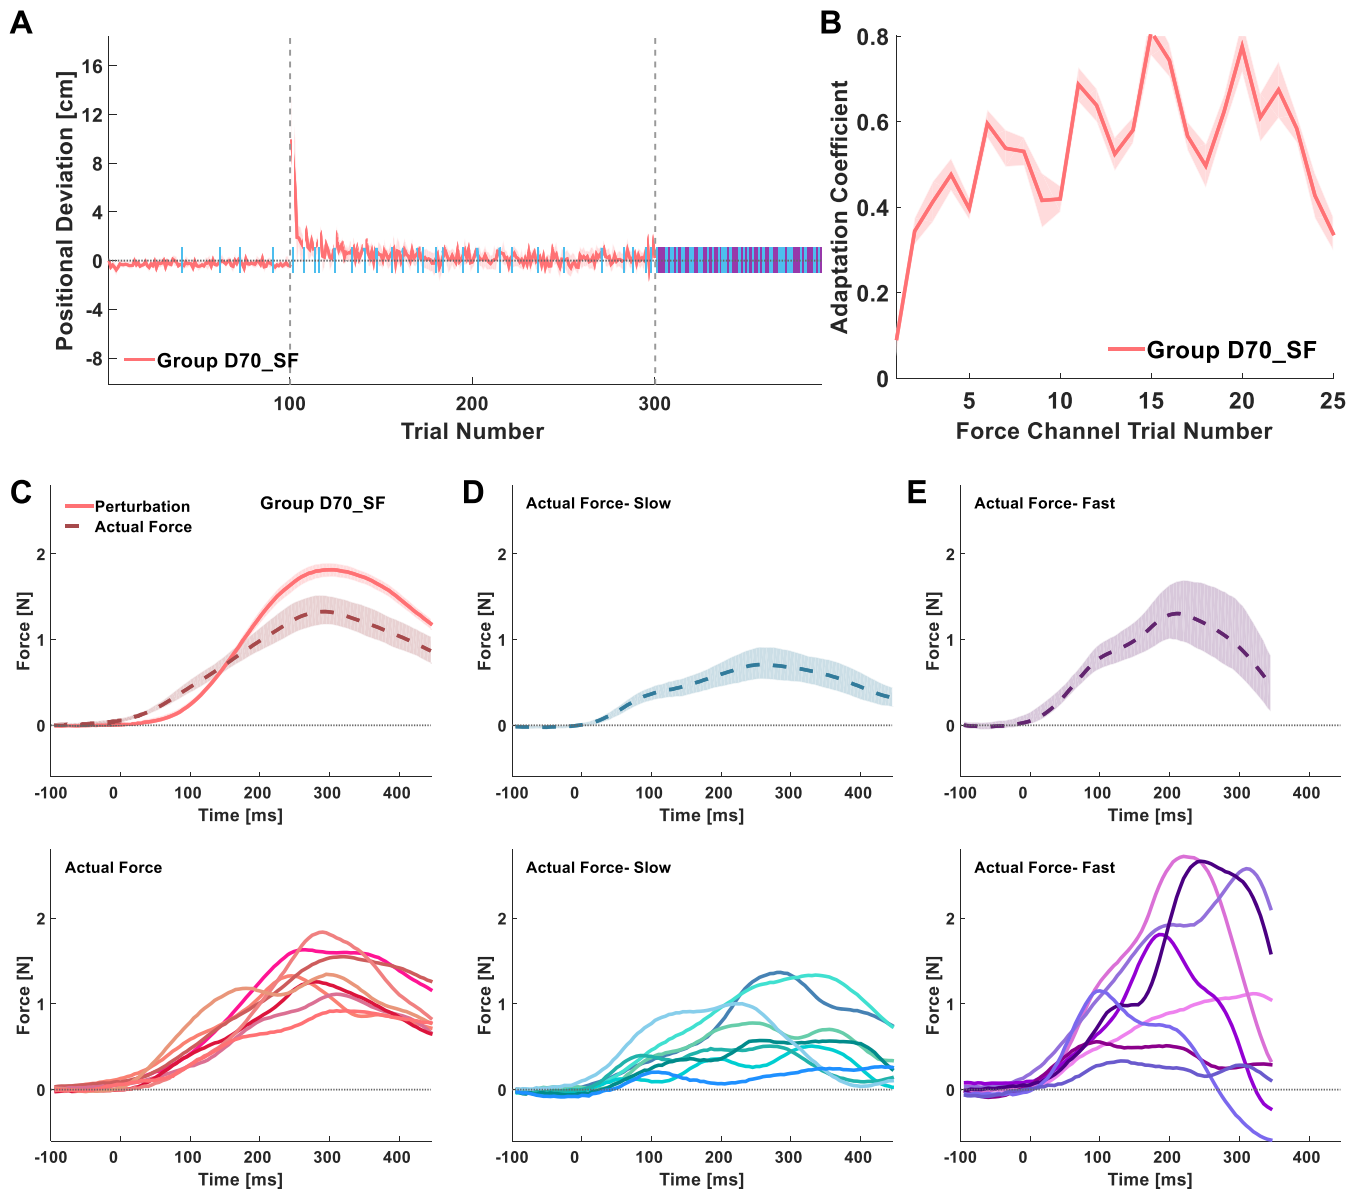 A
Positional Deviation [cm]
16
12
8
4
0
-4
-8
Group D70_SF
100
200
300
Trial Number
B
Adaptation Coefficient
0.8
0.6
0.4
0.2
0
Group D70_SF
5
10
15
20
25
Force Channel Trial Number
C
Perturbation
Actual Force
Group D70_SF
Force [N]
2
1
0
-100
0
100
200
300
400
Time [ms]
D
Actual Force- Slow
Force [N]
2
1
0
-100
0
100
200
300
400
Time [ms]
E
Actual Force- Fast
Force [N]
2
1
0
-100
0
100
200
300
400
Time [ms]
Actual Force
Force [N]
2
1
0
-100
0
100
200
300
400
Time [ms]
Actual Force- Slow
Force [N]
2
1
0
-100
0
100
200
300
400
Time [ms]
Actual Force- Fast
Force [N]
2
1
0
-100
0
100
200
300
400
Time [ms]